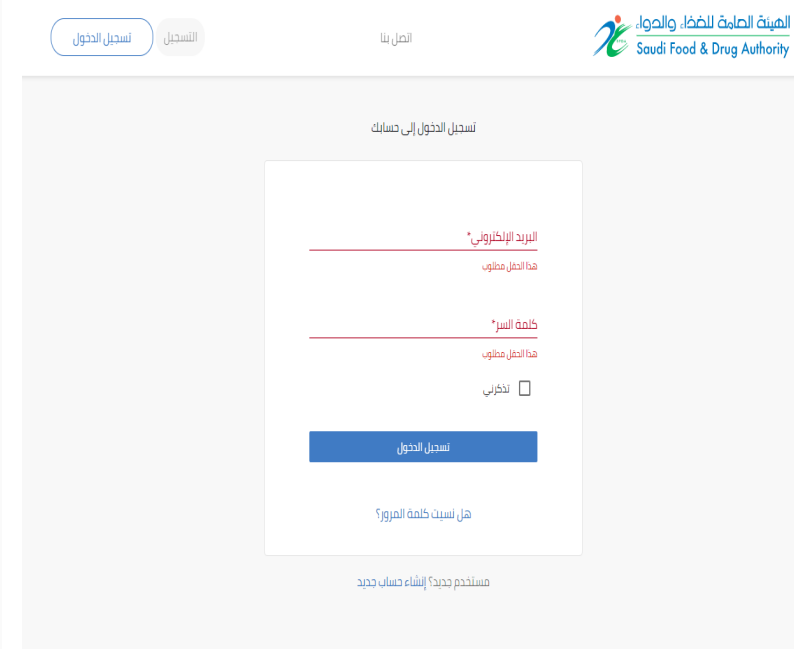 الهيئة العامة للغذاء والدواء
Saudi Food & Drug Authority
اتصل بنا
التسجيل
تسجيل الدخول
تسجيل الدخول إلى حسابك
البريد الإلكتروني*
هذا الحقل مطلوب
كلمة السر*
هذا الحقل مطلوب
تذكرني
تسجيل الدخول
هل نسيت كلمة المرور؟
مستخدم جديد؟ إنشاء حساب جديد